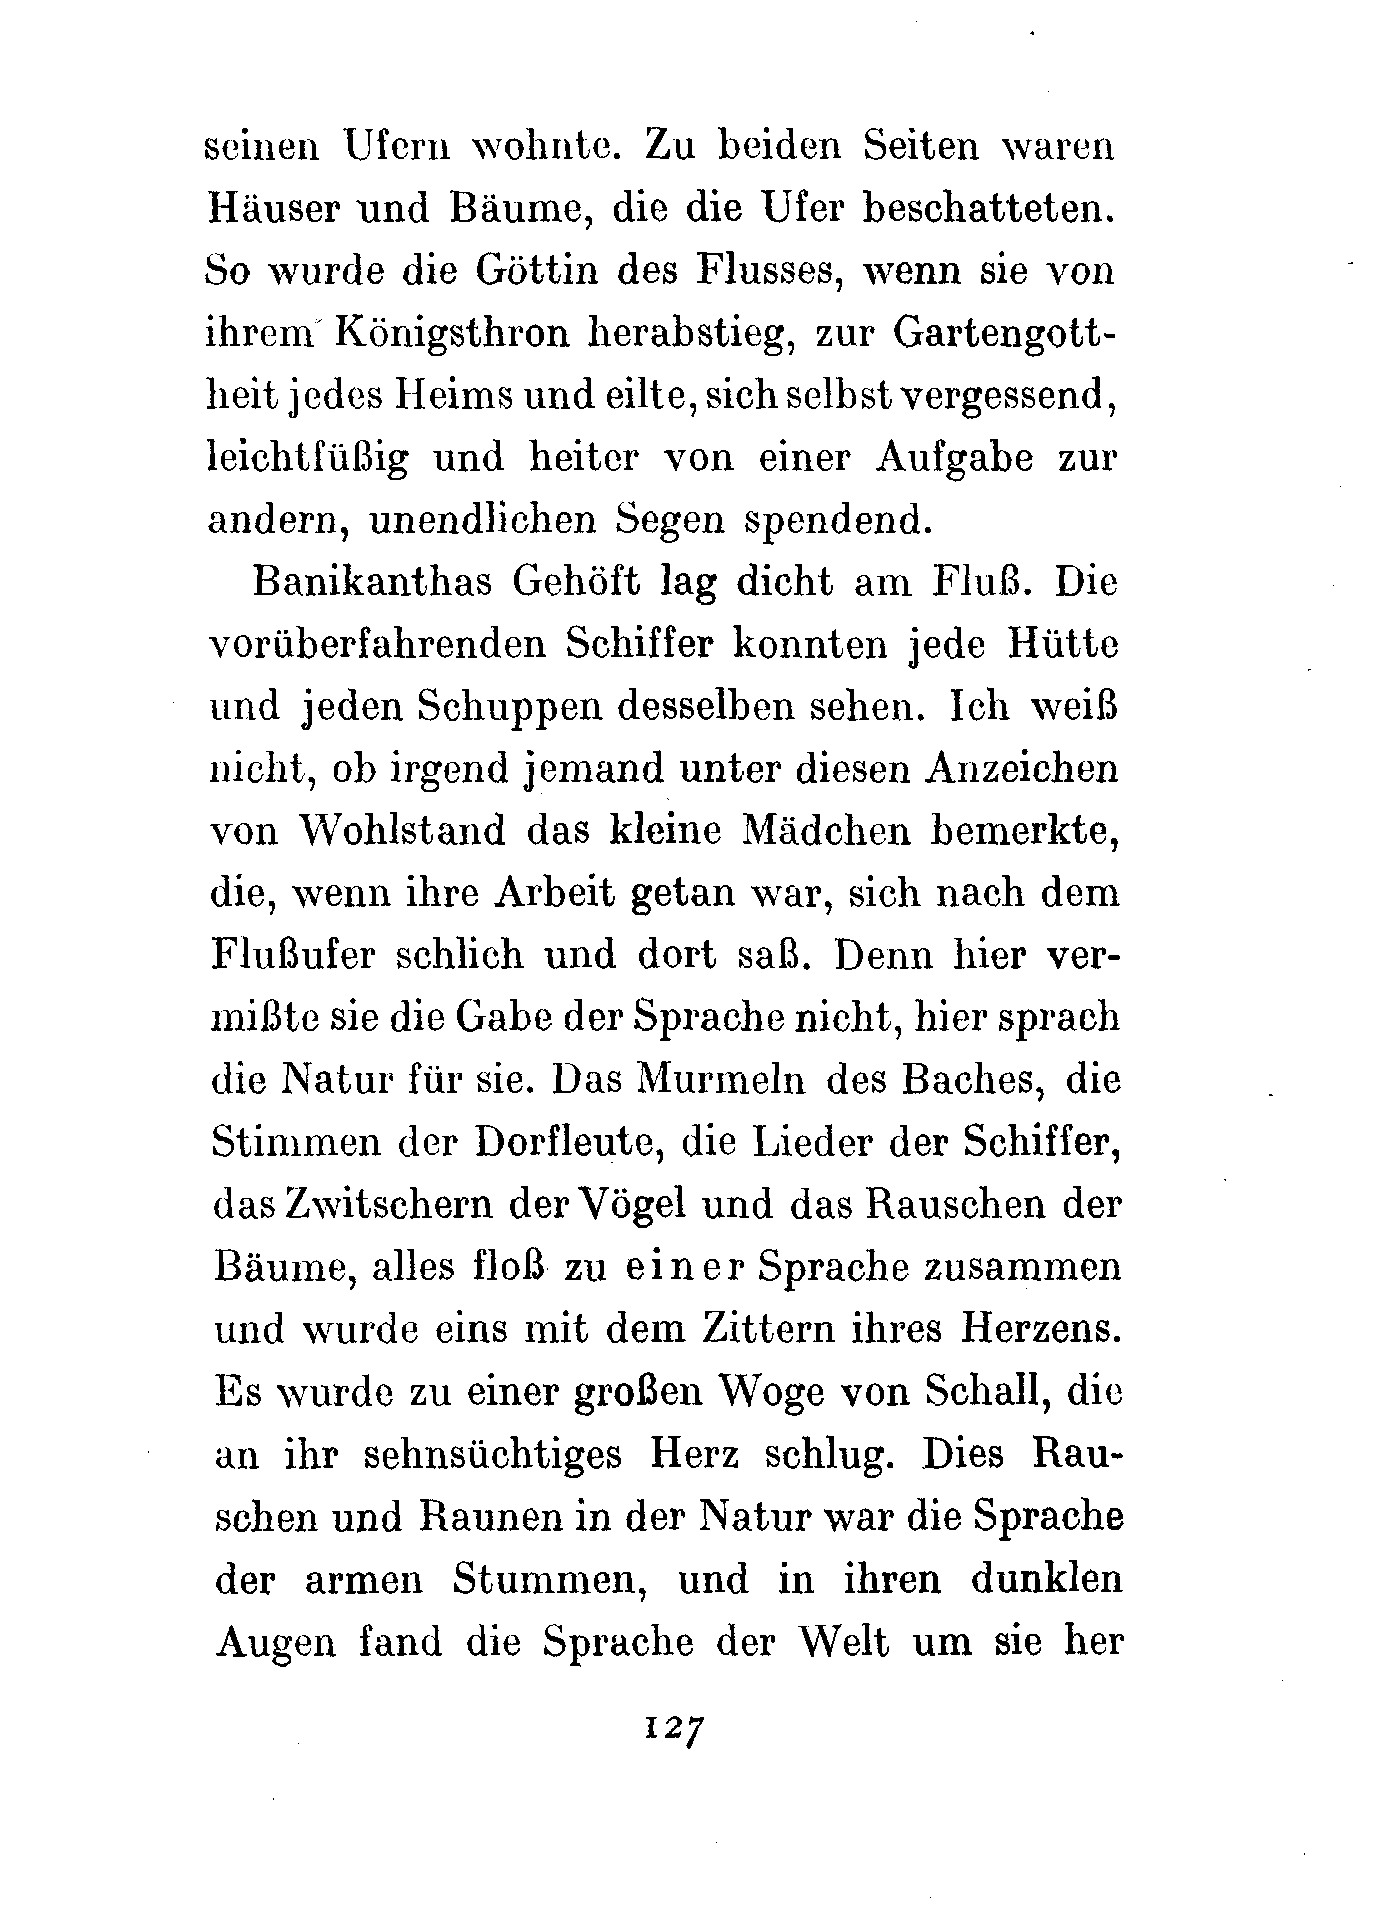 seinen Ufern wohnte. Zu beiden Seiten waren
Häuser und Bäume, die die Ufer beschatteten.
So wurde die Göttin des Flusses, wenn sie von
ihrem Königsthron herabstieg, zur Gartengott-
heit jedes Heims und eilte, sich selbst vergessend,
leichtfüßig und heiter von einer Aufgabe zur
andern, unendlichen Segen spendend.
Banikanthas Gehöft lag dicht am Fluß. Die
vorüberfahrenden Schiffer konnten jede Hütte
und jeden Schuppen desselben sehen. Ich weiß
nicht, ob irgend jemand unter diesen Anzeichen
von Wohlstand das kleine Mädchen bemerkte,
die, wenn ihre Arbeit getan war, sich nach dem
Flußufer schlich und dort saß. Denn hier ver-
mißte sie die Gabe der Sprache nicht, hier sprach
die Natur für sie. Das Murmeln des Baches, die
Stimmen der Dorfleute, die Lieder der Schiffer,
das Zwitschern der Vögel und das Rauschen der
Bäume, alles floß zu einer Sprache zusammen
und wurde eins mit dem Zittern ihres Herzens.
Es wurde zu einer großen Woge von Schall, die
an ihr sehnsüchtiges Herz schlug. Dies Rau-
schen und Raunen in der Natur war die Sprache
der armen Stummen, und in ihren dunklen
Augen fand die Sprache der Welt um sie her
127